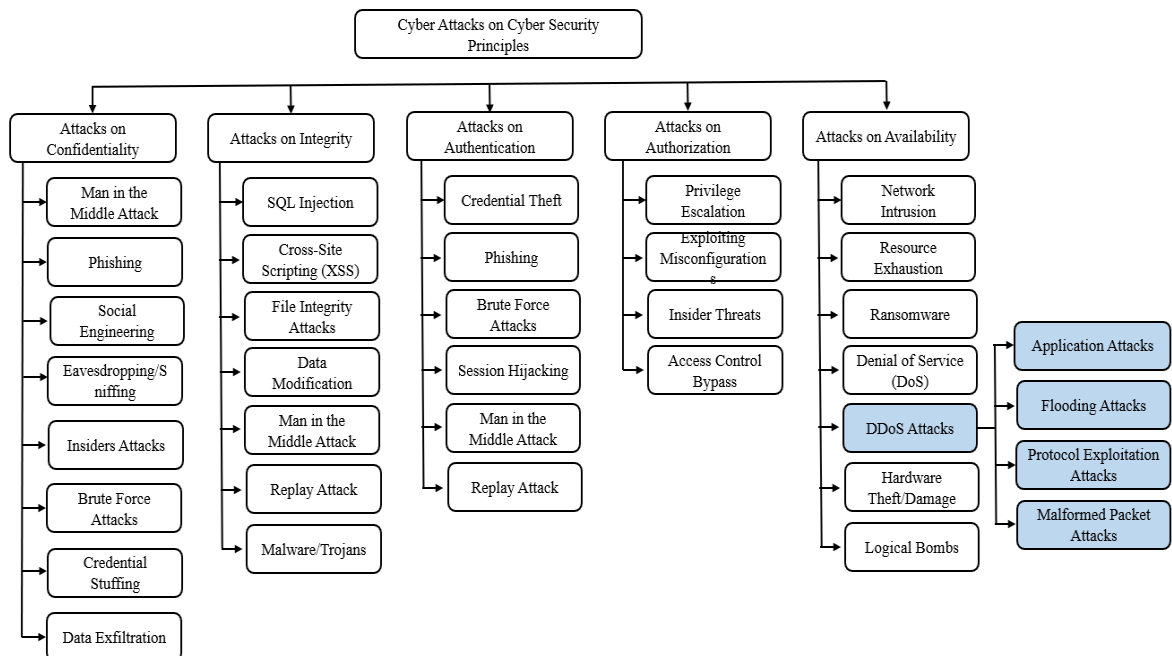 Cyber Attacks on Cyber Security
Principles
Attacks on
Confidentiality
Man in the
Middle Attack
Phishing
Social
Engineering
Eavesdropping/S
niffing
Insiders Attacks
Brute Force
Attacks
Credential
Stuffing
Data Exfiltration
Attacks on Integrity
SQL Injection
Cross-Site
Scripting (XSS)
File Integrity
Attacks
Data
Modification
Man in the
Middle Attack
Replay Attack
Malware/Trojans
Attacks on
Authentication
Credential Theft
Phishing
Brute Force
Attacks
Session Hijacking
Man in the
Middle Attack
Replay Attack
Attacks on
Authorization
Privilege
Escalation
Exploiting
Misconfiguration
s
Insider Threats
Access Control
Bypass
Attacks on Availability
Network
Intrusion
Resource
Exhaustion
Ransomware
Denial of Service
(DoS)
DDoS Attacks
Hardware
Theft/Damage
Logical Bombs
Application Attacks
Flooding Attacks
Protocol Exploitation
Attacks
Malformed Packet
Attacks